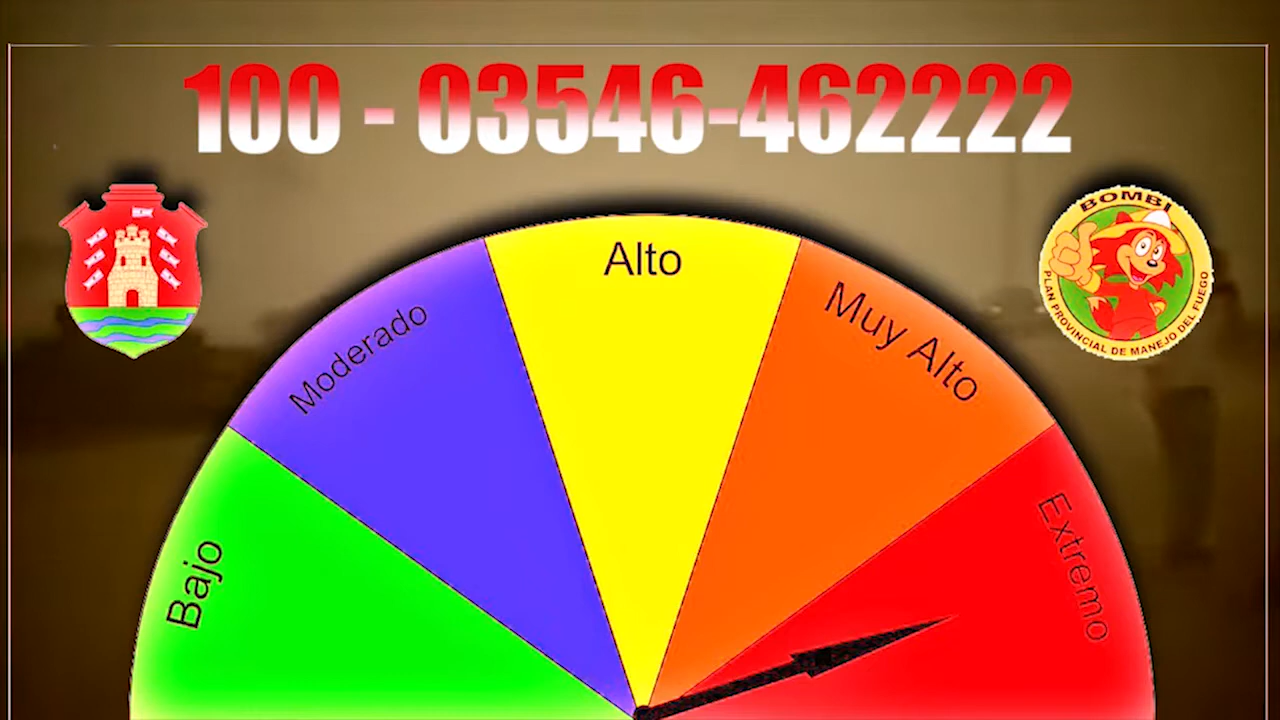 100 - 03546-462222
BOMBI
PLAN PROVINCIAL DE MANEJO DEL FUEGO
Bajo
Moderado
Alto
Muy Alto
Extremo